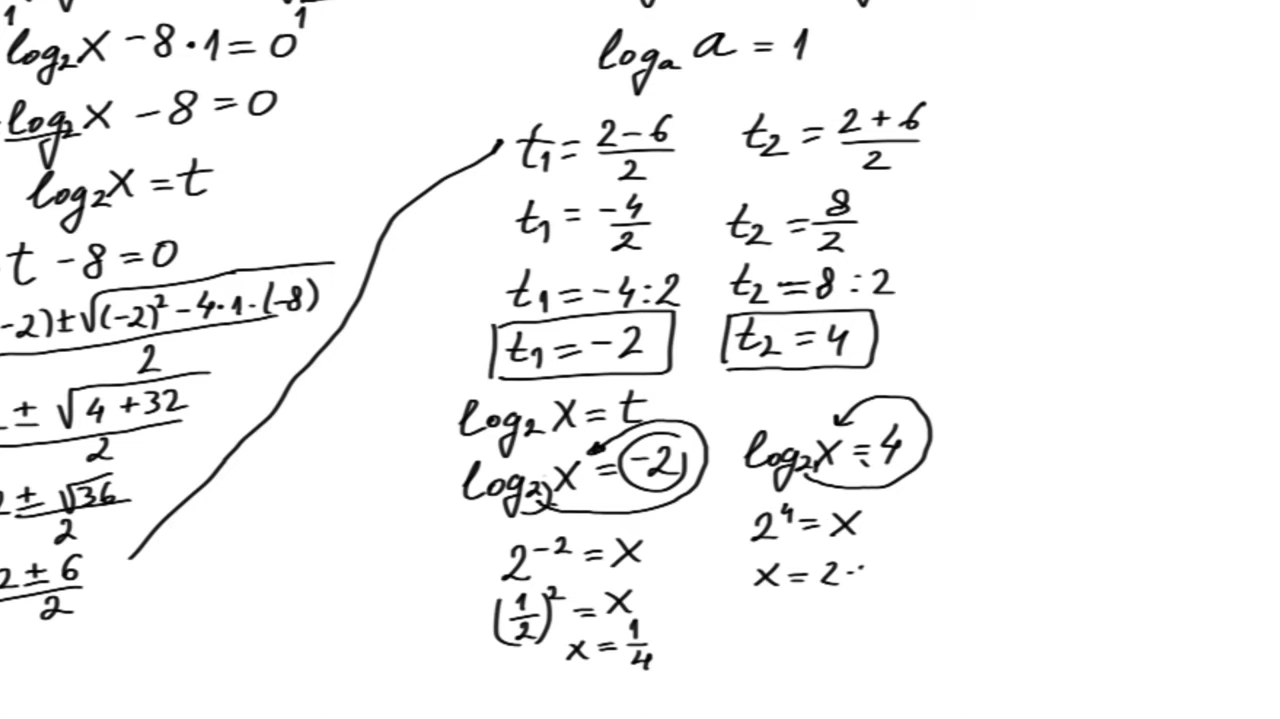 log₂x - 8·1 = 0
log₂x - 8 = 0
log₂x = t
t - 8 = 0
-2) ± √((-2)² - 4·1·(-8)) / 2
± √(4 + 32) / 2
± √36 / 2
2 ± 6 / 2
logₐ a = 1
t₁ = (2 - 6)/2
t₁ = -4/2
t₁ = -4 : 2
t₁ = -2
log₂ x = t
log₂ x = -2
2⁻² = x
(1/2)² = x
x = 1/4
t₂ = (2 + 6)/2
t₂ = 8/2
t₂ = 8 : 2
t₂ = 4
log₂ x = 4
2⁴ = x
x = 2 ·